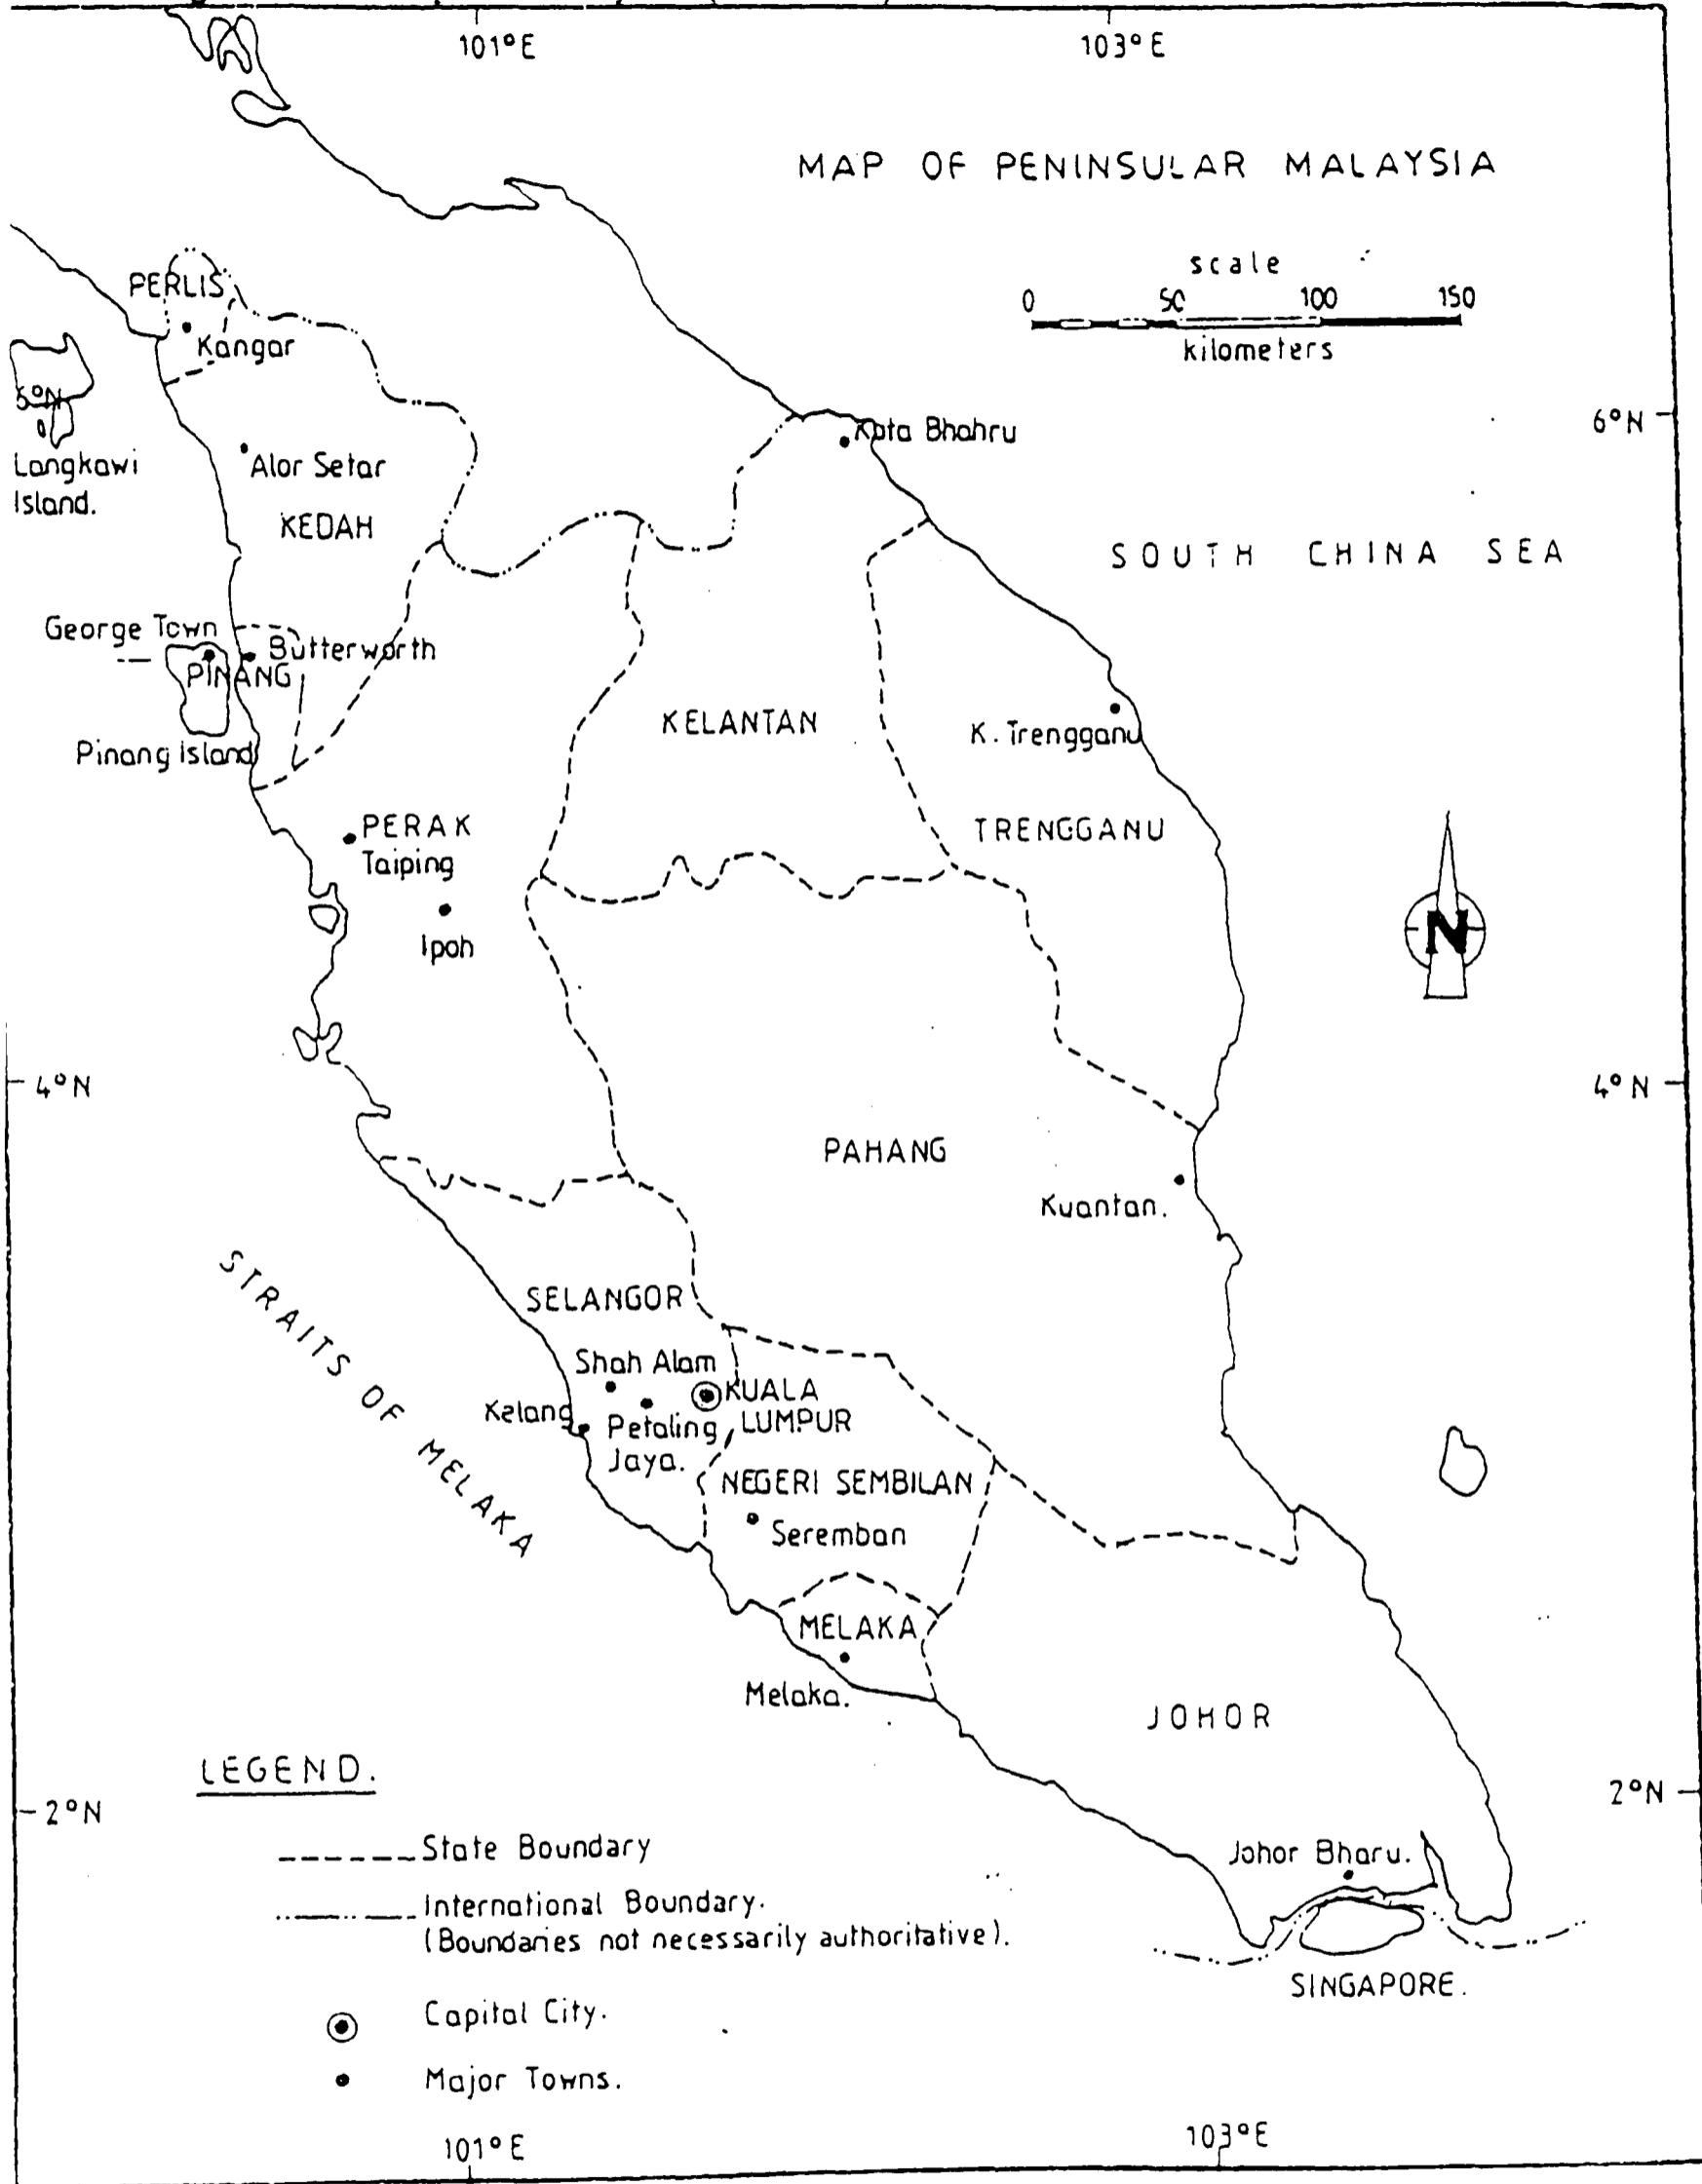 101°E
103°E
MAP OF PENINSULAR MALAYSIA
scale
0 50 100 150
kilometers
PERLIS
Kangar
6°N
6°N
Langkawi
Island.
Alor Setar
KEDAH
Kota Bhahru
SOUTH CHINA SEA
George Town
Butterworth
PINANG
Pinang Island
KELANTAN
K. Trengganu
TRENGGANU
PERAK
Taiping
Ipoh
N
4°N
4°N
PAHANG
Kuantan.
STRAITS OF MELAKA
SELANGOR
Shah Alam
KUALA
LUMPUR
Kelang
Petaling
Jaya.
NEGERI SEMBILAN
Seremban
MELAKA
Melaka.
JOHOR
LEGEND.
2°N
2°N
State Boundary
International Boundary.
(Boundaries not necessarily authoritative).
Johor Bharu.
SINGAPORE.
Capital City.
Major Towns.
101°E
103°E